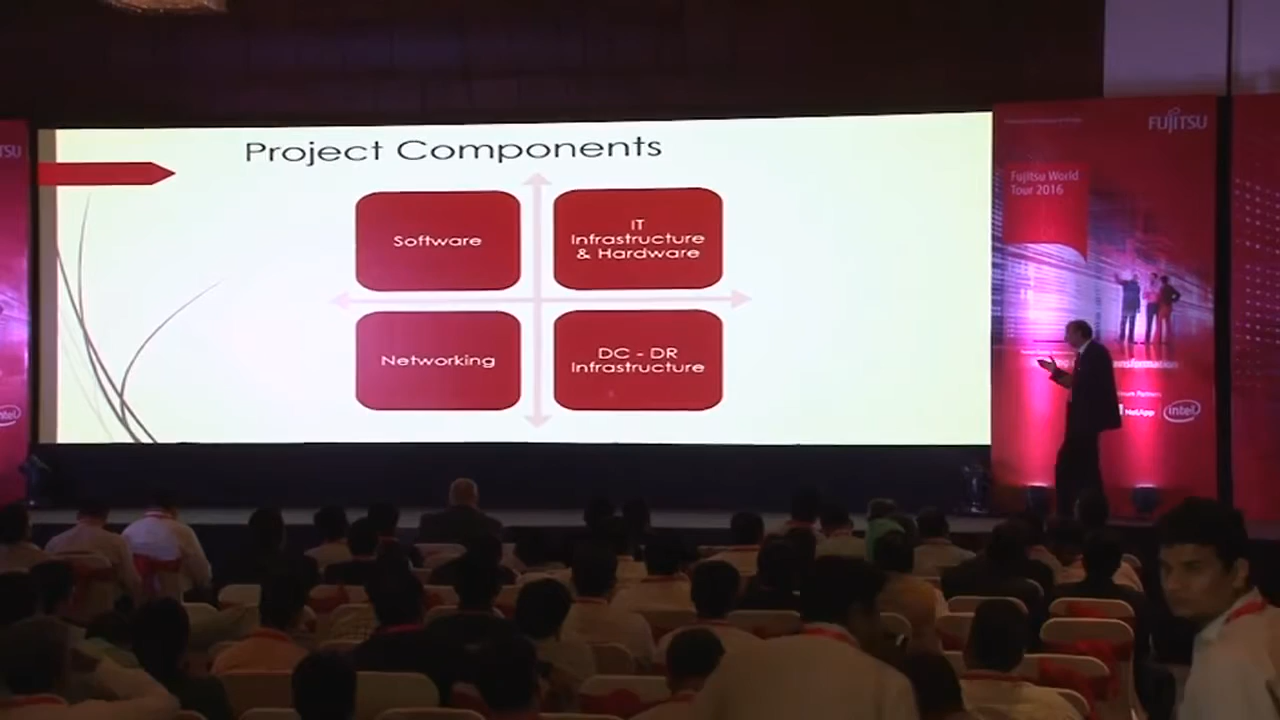 Project Components
Software
IT
Infrastructure
& Hardware
Networking
DC - DR
Infrastructure
FUJITSU
Fujitsu World
Tour 2016
NetApp
intel